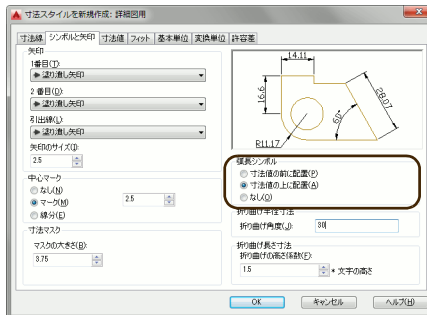 寸法スタイルを新規作成: 詳細図用
寸法線 シンボルと矢印 寸法値 フィット 基本単位 変換単位 許容差
矢印
1番目(T):
塗り潰し矢印
2 番目(D):
塗り潰し矢印
引出線(L):
塗り潰し矢印
矢印のサイズ(I):
2.5
中心マーク
なし(N)
マーク(M)
2.5
線分(E)
寸法マスク
マスクの大きさ(B):
3.75
14.11
16.6
28.07
60°
R11.17
弧長シンボル
寸法値の前に配置(P)
寸法値の上に配置(A)
なし(O)
折り曲げ半径寸法
折り曲げ角度(J):
30
折り曲げ長さ寸法
折り曲げの高さ係数(F):
1.5
* 文字の高さ
OK キャンセル ヘルプ(H)